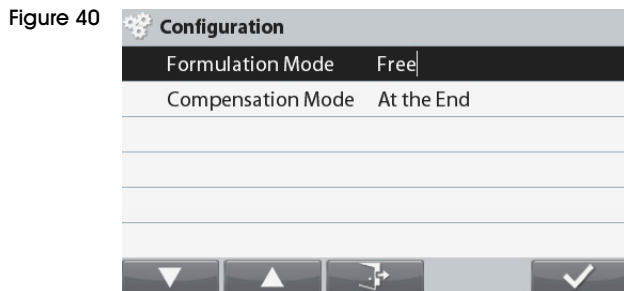 Figure 40
Configuration
Formulation Mode Free
Compensation Mode At the End